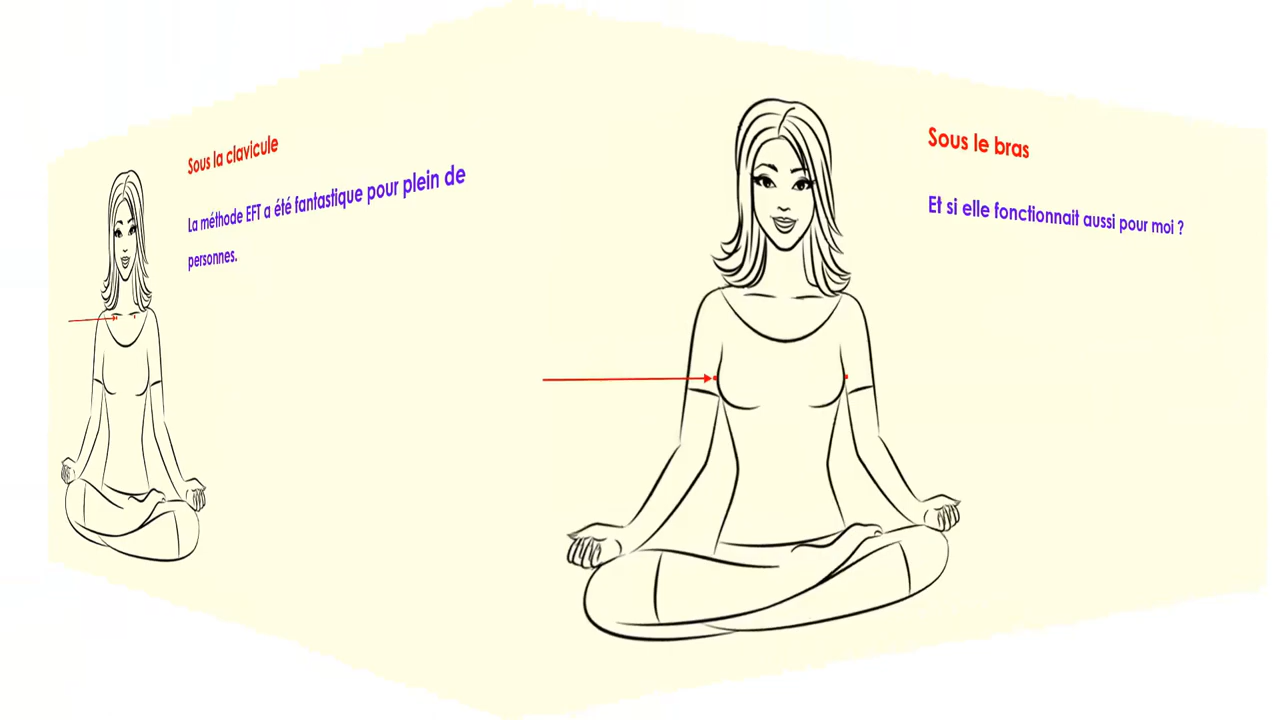 Sous la clavicule
La méthode EFT a été fantastique pour plein de
personnes.
Sous le bras
Et si elle fonctionnait aussi pour moi ?